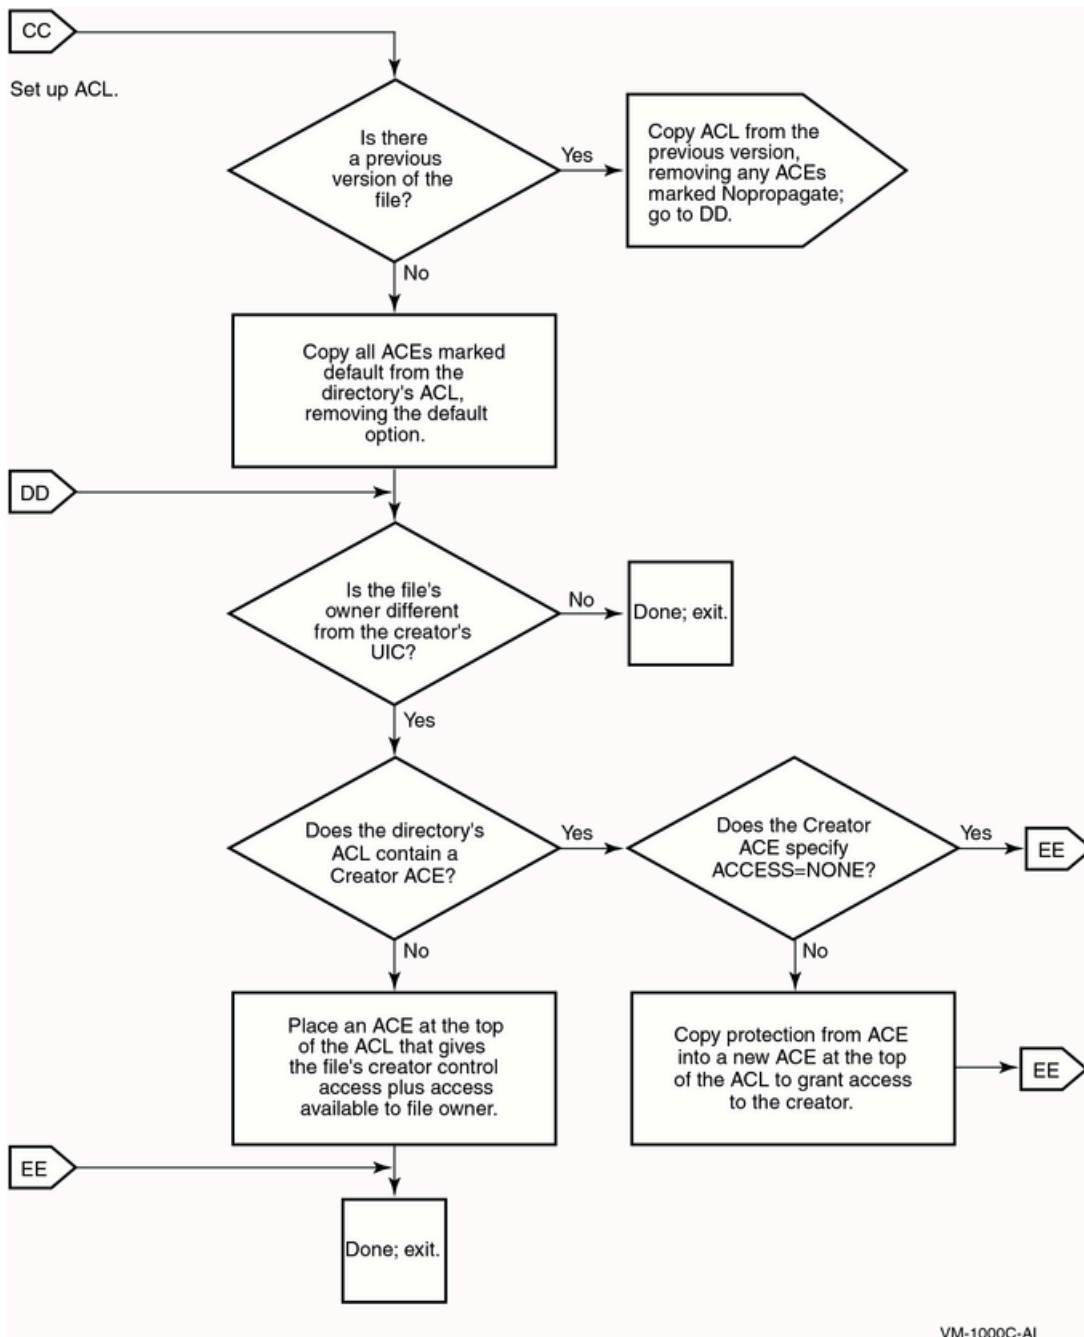 CC
Set up ACL.
Is there
a previous
version of the
file?
Yes
Copy ACL from the
previous version,
removing any ACEs
marked Nopropagate;
go to DD.
No
Copy all ACEs marked
default from the
directory's ACL,
removing the default
option.
DD
Is the file's
owner different
from the creator's
UIC?
No
Done; exit.
Yes
Does the directory's
ACL contain a
Creator ACE?
Yes
Does the Creator
ACE specify
ACCESS=NONE?
Yes
EE
No
Place an ACE at the top
of the ACL that gives
the file's creator control
access plus access
available to file owner.
No
Copy protection from ACE
into a new ACE at the top
of the ACL to grant access
to the creator.
EE
EE
Done; exit.
VM-1000C-AI